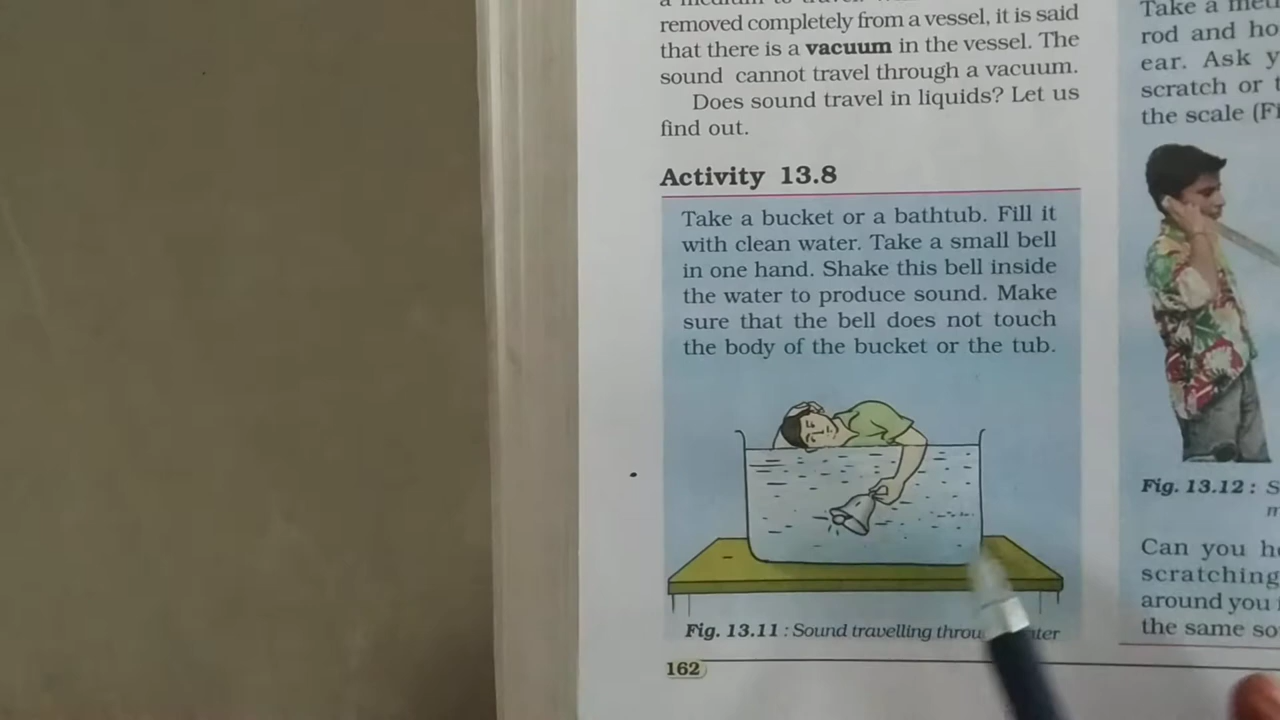 removed completely from a vessel, it is said
that there is a vacuum in the vessel. The
sound cannot travel through a vacuum.
Does sound travel in liquids? Let us
find out.
Activity 13.8
Take a bucket or a bathtub. Fill it
with clean water. Take a small bell
in one hand. Shake this bell inside
the water to produce sound. Make
sure that the bell does not touch
the body of the bucket or the tub.
Fig. 13.11 : Sound travelling
162
Take a
rod and
ear. Ask
scratch or
the scale
Fig. 13.12 :
Can you
scratching
around you
the same